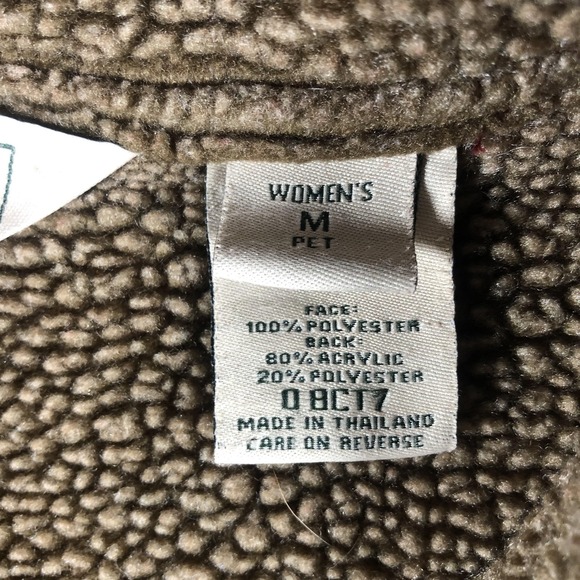 WOMEN'S
M
PET
FACE:
100% POLYESTER
BACK:
80% ACRYLIC
20% POLYESTER
0 8CT7
MADE IN THAILAND
CARE ON REVERSE